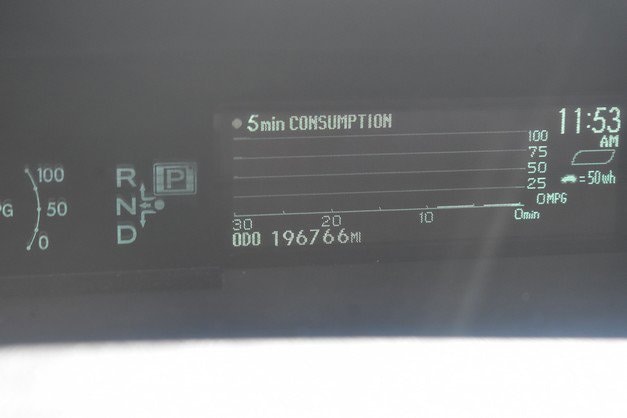 5min CONSUMPTION
11:53
AM
100
75
50
25
0MPG
=50Wh
30 20 10 0min
ODO 196766MI
100
50
0
R P
N
D